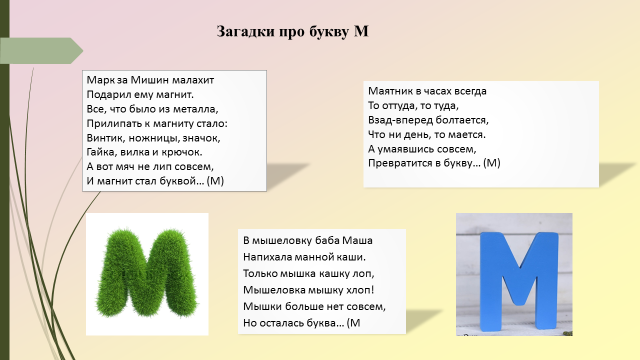 Загадки про букву М
Марк за Мишин малахит
Подарил ему магнит.
Все, что было из металла,
Прилипать к магниту стало:
Винтик, ножницы, значок,
Гайка, вилка и крючок.
А вот мяч не лип совсем,
И магнит стал буквой… (М)
Маятник в часах всегда
То оттуда, то туда,
Взад-вперед болтается,
Что ни день, то мается.
А умаявшись совсем,
Превратится в букву… (М)
В мышеловку баба Маша
Напихала манной каши.
Только мышка кашку лоп,
Мышеловка мышку хлоп!
Мышки больше нет совсем,
Но осталась буква… (М
М
М